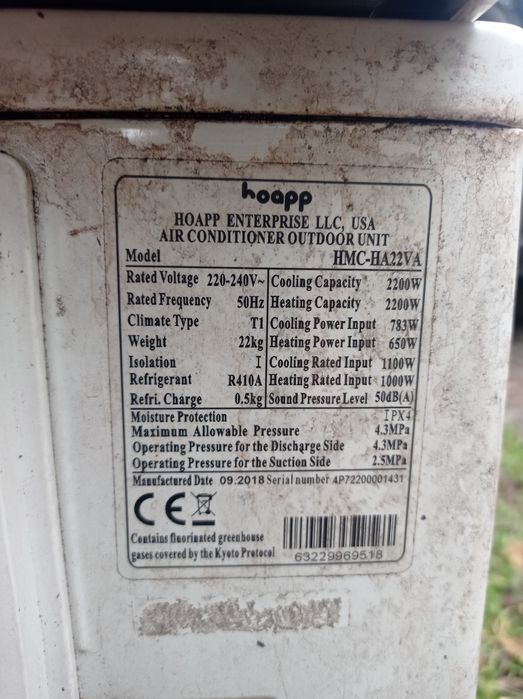 hoapp
HOAPP ENTERPRISE LLC, USA
AIR CONDITIONER OUTDOOR UNIT
Model HMC-HA22VA
Rated Voltage 220-240V~ Cooling Capacity 2200W
Rated Frequency 50Hz Heating Capacity 2200W
Climate Type T1 Cooling Power Input 783W
Weight 22kg Heating Power Input 650W
Isolation I Cooling Rated Input 1100W
Refrigerant R410A Heating Rated Input 1000W
Refri. Charge 0.5kg Sound Pressure Level 50dB(A)
Moisture Protection IPX4
Maximum Allowable Pressure 4.3MPa
Operating Pressure for the Discharge Side 4.3MPa
Operating Pressure for the Suction Side 2.5MPa
Manufactured Date 09.2018 Serial number 4P72200001431
CE
Contains fluorinated greenhouse
gases covered by the Kyoto Protocol
63229969518